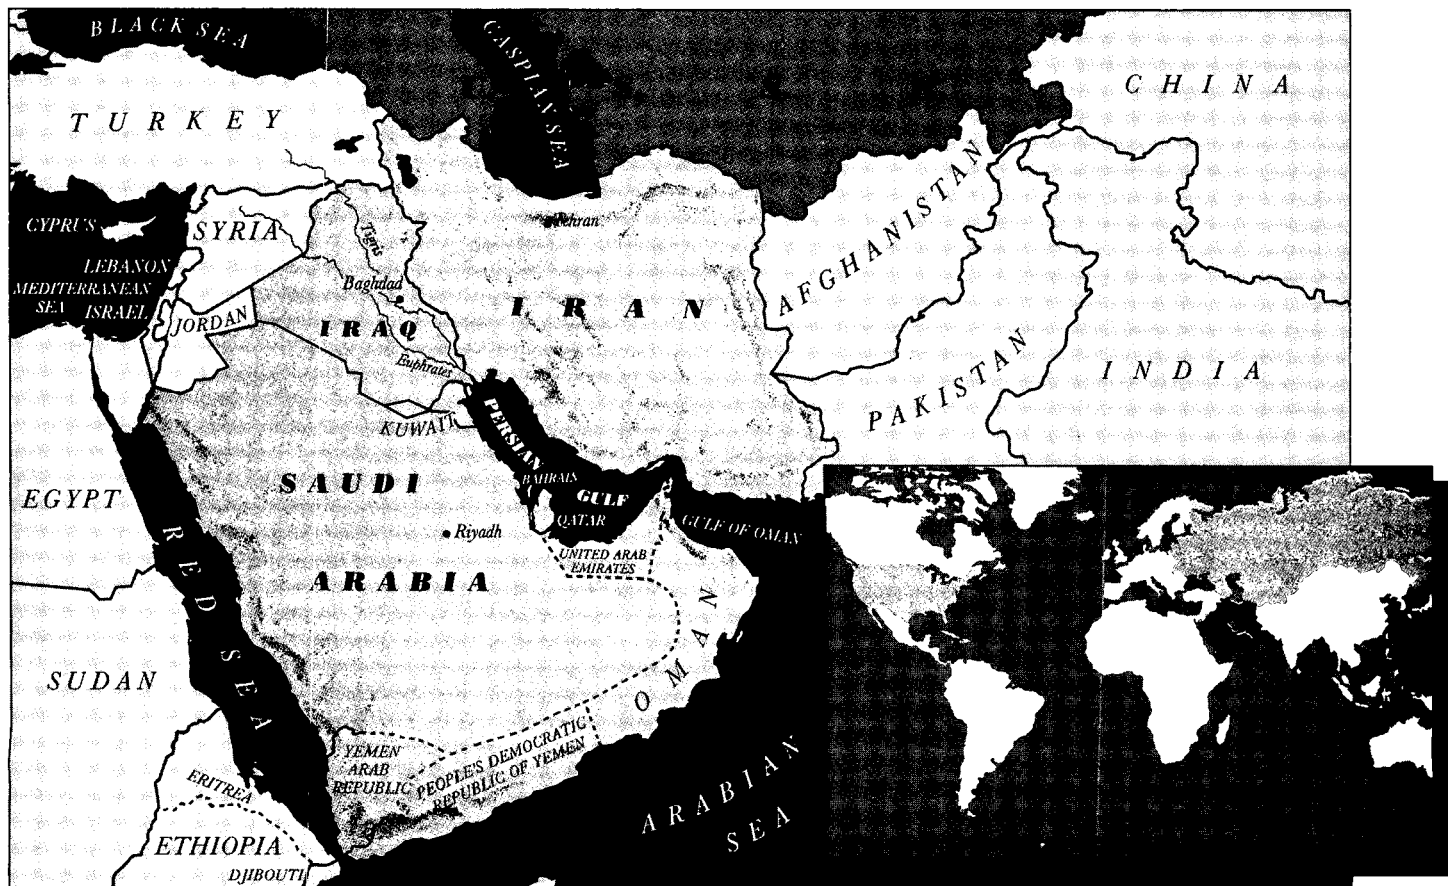 BLACK SEA
CASPIAN SEA
CHINA
TURKEY
AFGHANISTAN
CYPRUS
SYRIA
Tigris
Tehran
LEBANON
MEDITERRANEAN
SEA
ISRAEL
JORDAN
Baghdad
IRAQ
IRAN
Euphrates
PAKISTAN
INDIA
KUWAIT
PERSIAN
GULF
BAHRAIN
QATAR
GULF OF OMAN
EGYPT
SAUDI
ARABIA
Riyadh
UNITED ARAB
EMIRATES
RED SEA
OMAN
SUDAN
YEMEN
ARAB
REPUBLIC
PEOPLE'S DEMOCRATIC
REPUBLIC OF YEMEN
ARABIAN
SEA
ERITREA
ETHIOPIA
DJIBOUTI